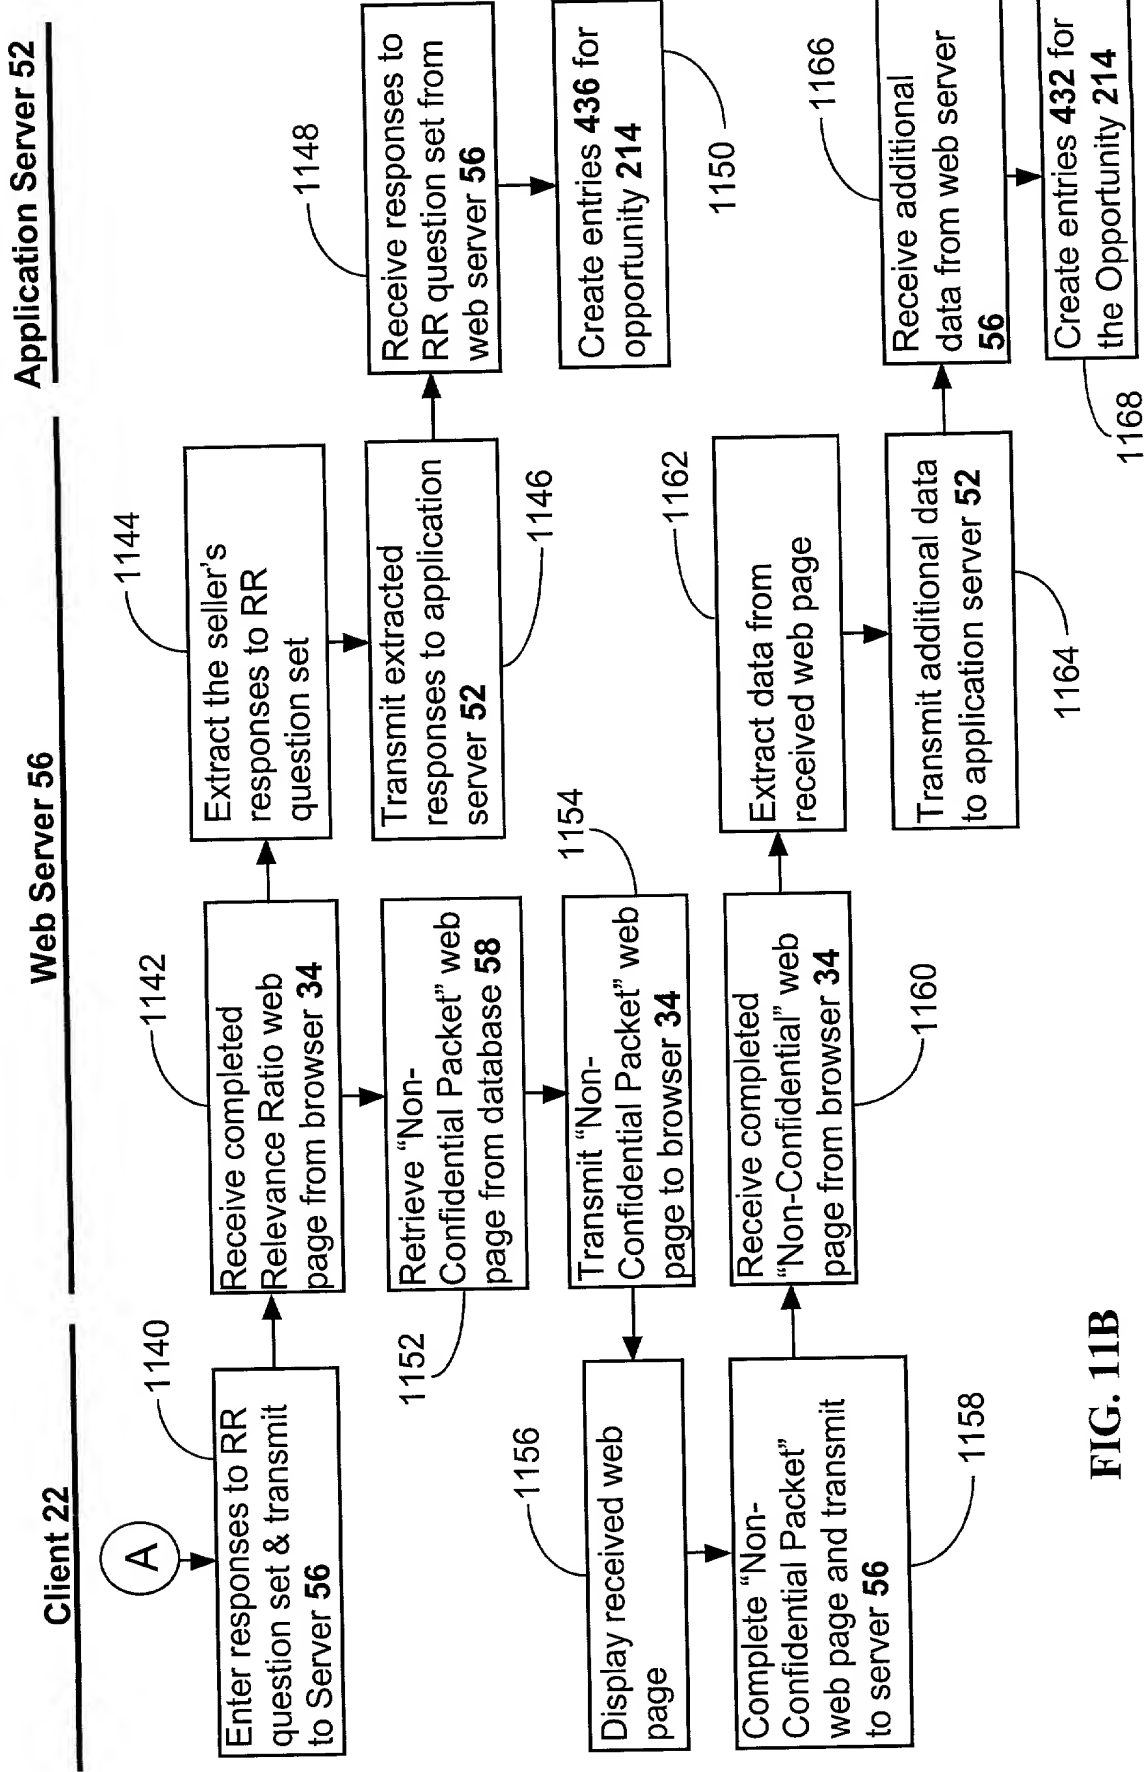 Client 22
Web Server 56
Application Server 52
A
1140
Enter responses to RR
question set & transmit
to Server 56
1142
Receive completed
Relevance Ratio web
page from browser 34
1144
Extract the seller's
responses to RR
question set
Transmit extracted
responses to application
server 52
1146
1148
Receive responses to
RR question set from
web server 56
Create entries 436 for
opportunity 214
1150
Retrieve “Non-
Confidential Packet” web
page from database 58
1152
1154
Transmit “Non-
Confidential Packet” web
page to browser 34
1156
Display received web
page
Complete “Non-
Confidential Packet”
web page and transmit
to server 56
1158
Receive completed
“Non-Confidential” web
page from browser 34
1160
1162
Extract data from
received web page
Transmit additional data
to application server 52
1164
1166
Receive additional
data from web server
56
Create entries 432 for
the Opportunity 214
1168
FIG. 11B